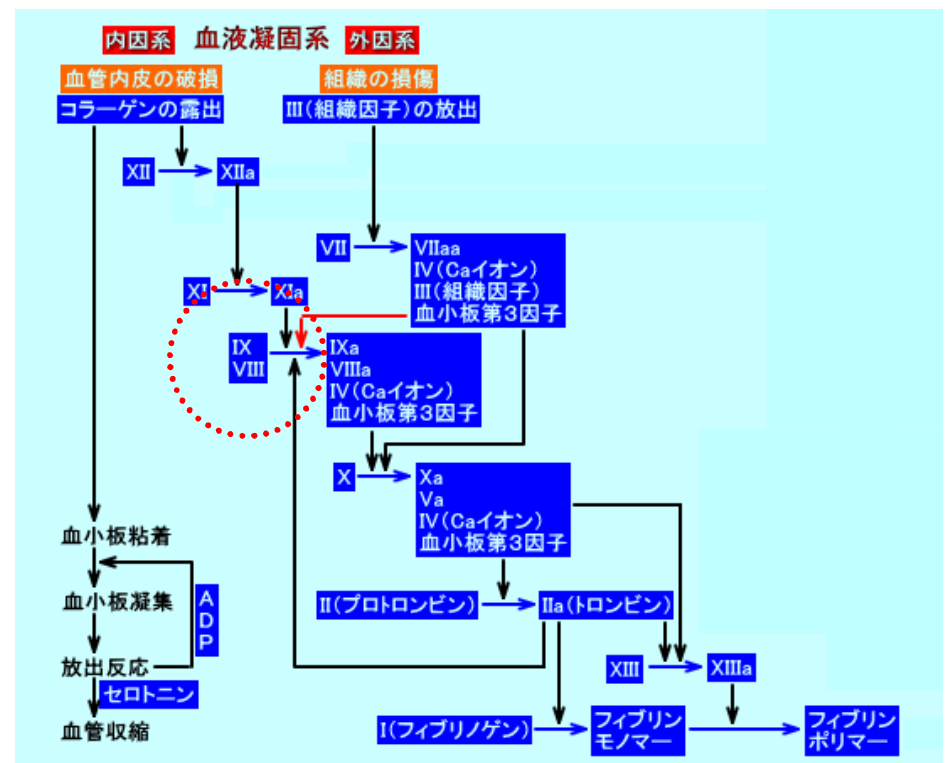 内因系 血液凝固系 外因系
血管内皮の破損
コラーゲンの露出
組織の損傷
III(組織因子)の放出
XII
XIIa
VII
VIIaa
IV(Caイオン)
III(組織因子)
血小板第3因子
XI
XIa
IX
VIII
IXa
VIIIa
IV(Caイオン)
血小板第3因子
X
Xa
Va
IV(Caイオン)
血小板第3因子
血小板粘着
血小板凝集
ADP
放出反応
セロトニン
血管収縮
II(プロトロンビン)
IIa(トロンビン)
XIII
XIIIa
I(フィブリノゲン)
フィブリン
モノマー
フィブリン
ポリマー